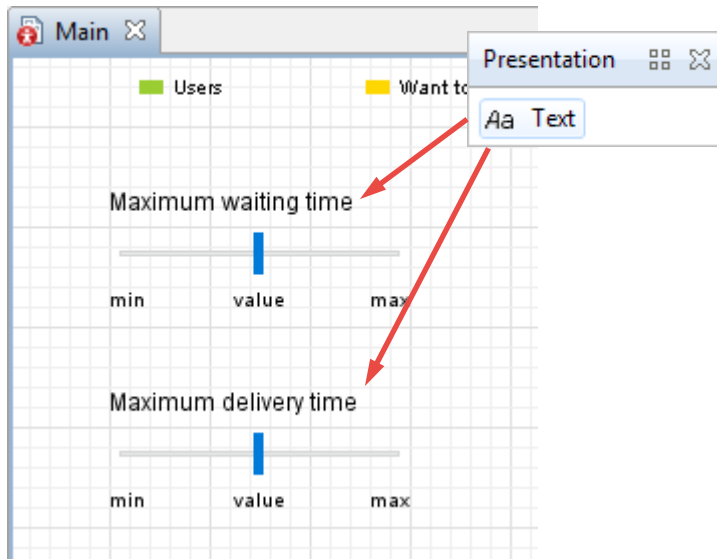 Main
Presentation
Users
Want to
Aa Text
Maximum waiting time
min value max
Maximum delivery time
min value max